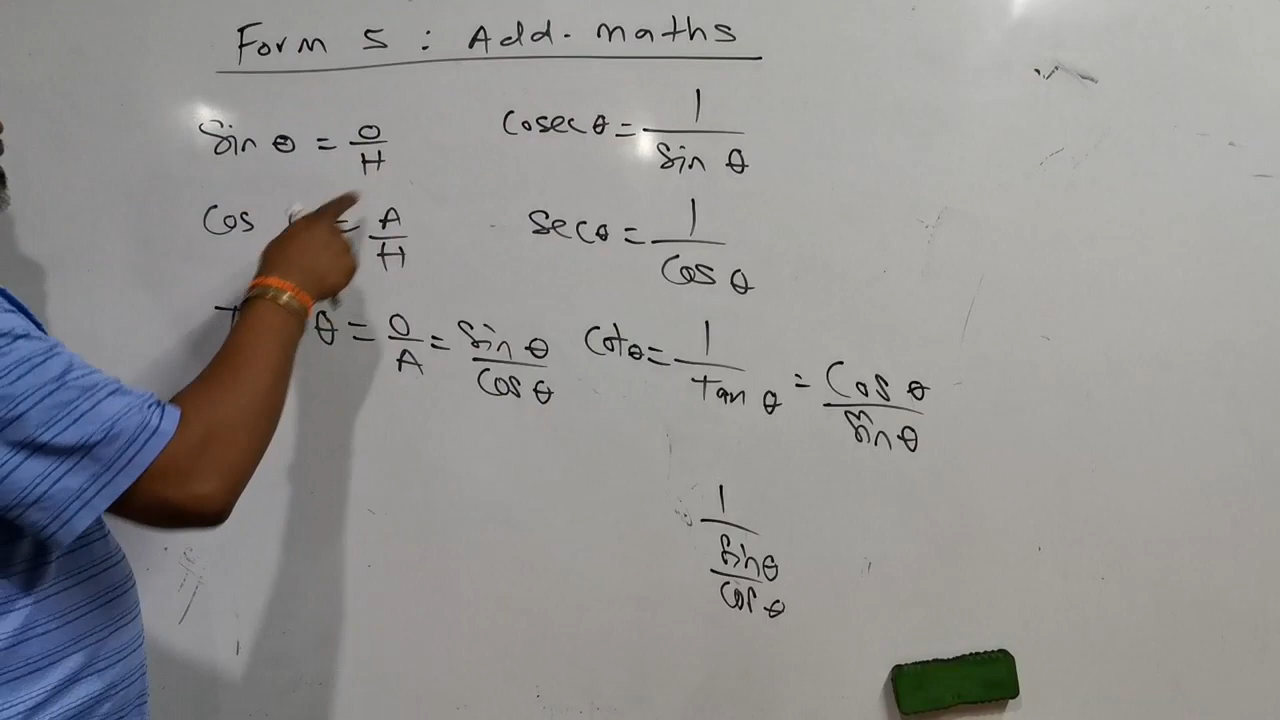 Form 5 : Add. maths
Sin θ = O/H
Cosec θ = 1/Sin θ
Cos = A/H
Sec θ = 1/Cos θ
θ = O/A = Sin θ/Cos θ
Cot θ = 1/Tan θ = Cos θ/Sin θ
1/(Sin θ/Cos θ)